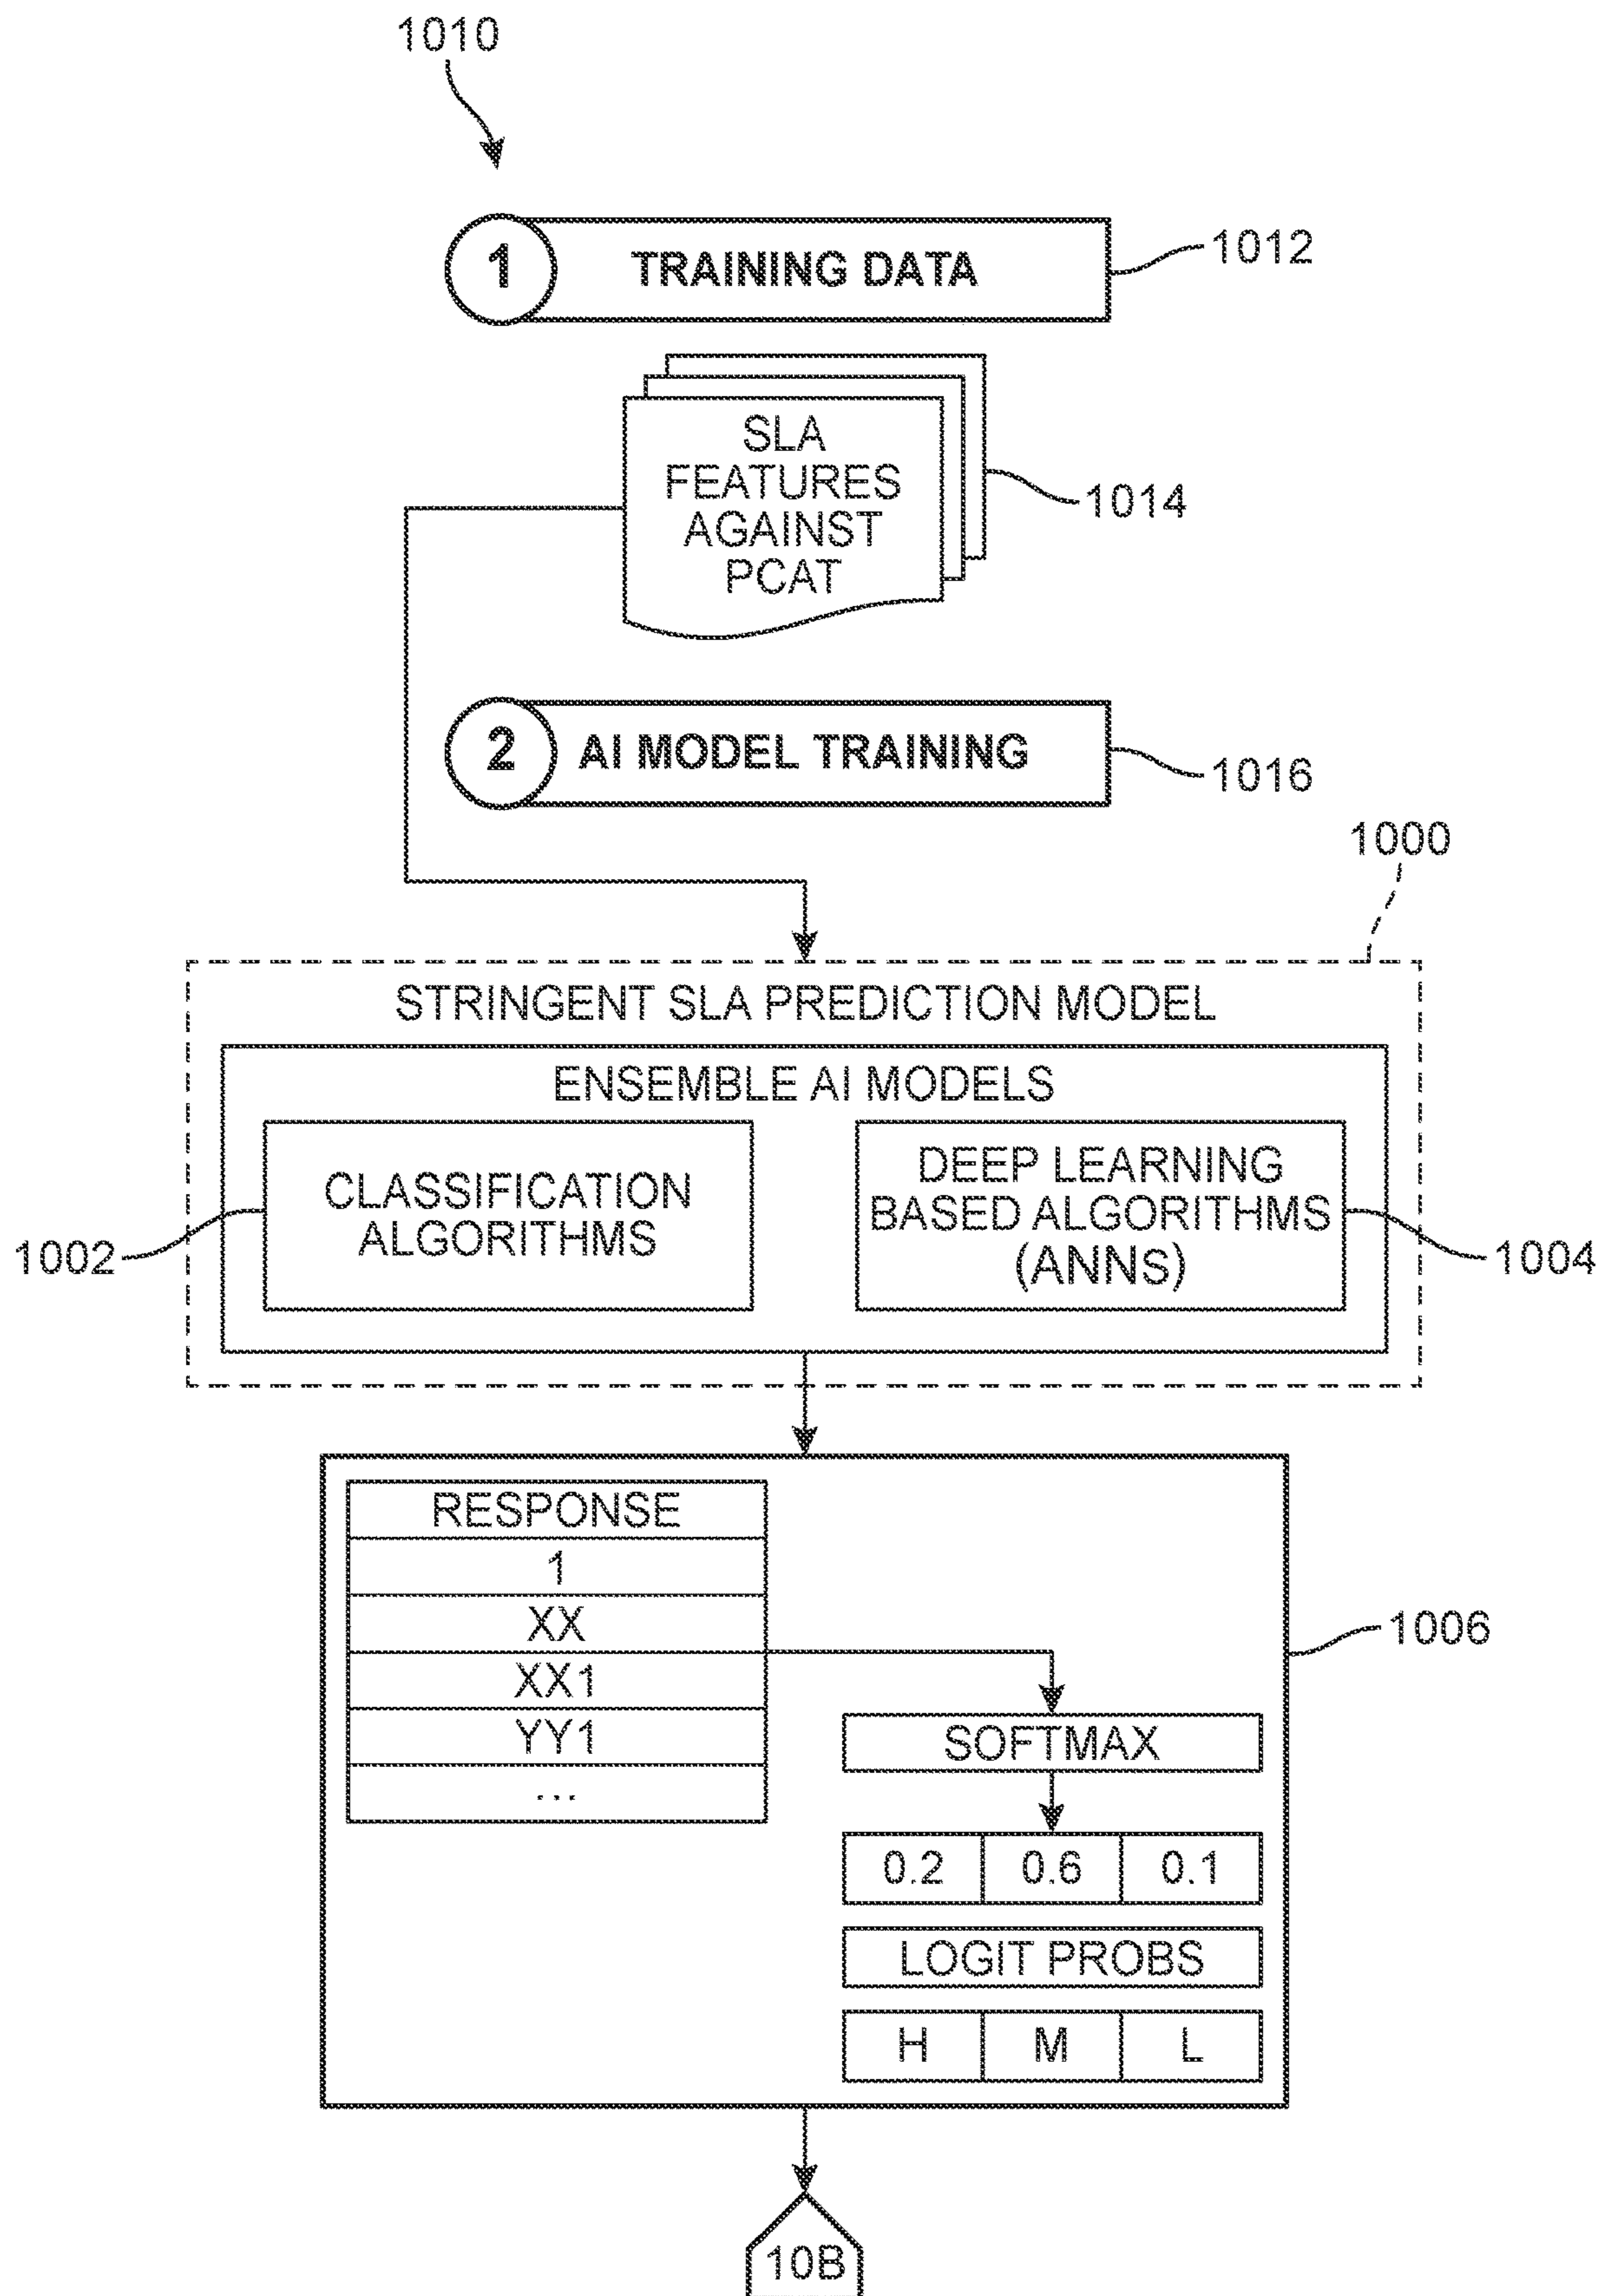 1010
1
TRAINING DATA
1012
SLA
FEATURES
AGAINST
PCAT
1014
2
AI MODEL TRAINING
1016
1000
STRINGENT SLA PREDICTION MODEL
ENSEMBLE AI MODELS
CLASSIFICATION
ALGORITHMS
1002
DEEP LEARNING
BASED ALGORITHMS
(ANNS)
1004
RESPONSE
1
XX
XX1
YY1
...
1006
SOFTMAX
0.2 0.6 0.1
LOGIT PROBS
H M L
10B